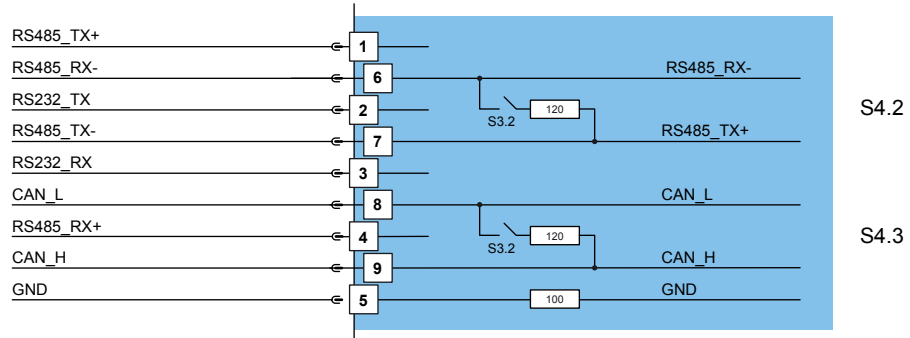 RS485_TX+
1
RS485_RX-
6
RS485_RX-
RS232_TX
2
S3.2
120
S4.2
RS485_TX-
7
RS485_TX+
RS232_RX
3
CAN_L
8
CAN_L
RS485_RX+
4
S3.2
120
S4.3
CAN_H
9
CAN_H
GND
5
100
GND